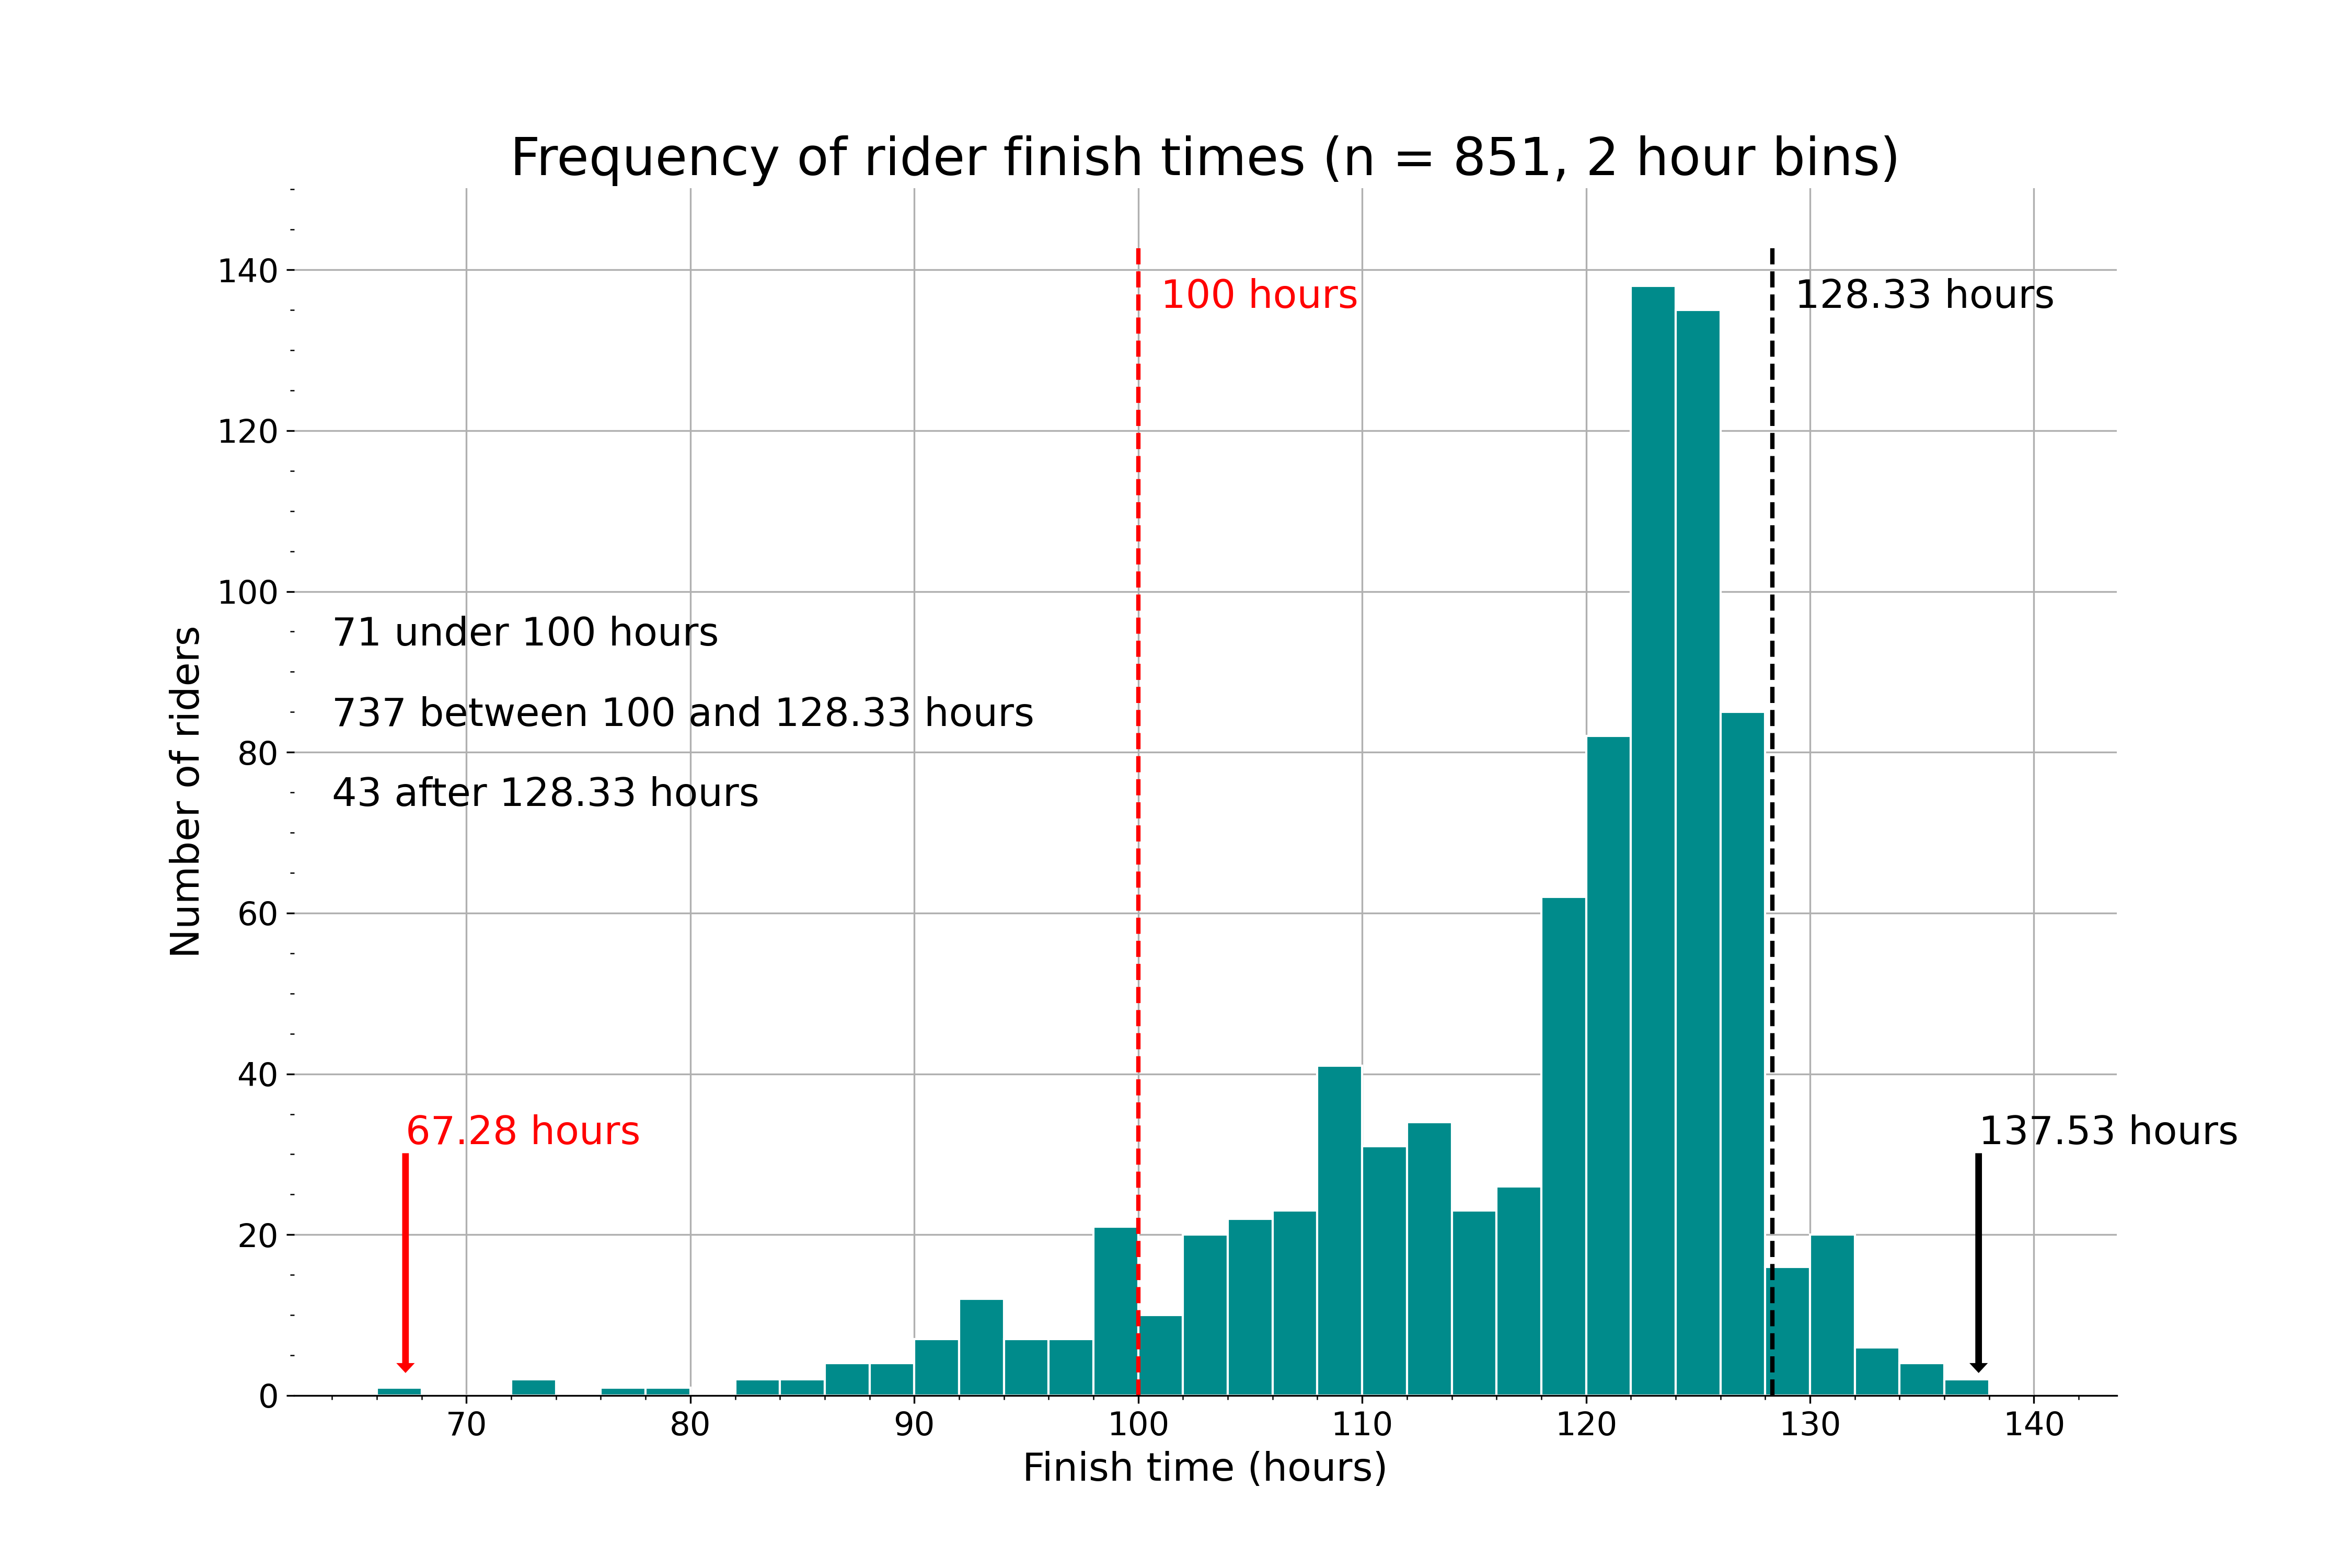 Frequency of rider finish times (n = 851, 2 hour bins)
140
120
100
80
60
40
20
0
Number of riders
100 hours
128.33 hours
71 under 100 hours
737 between 100 and 128.33 hours
43 after 128.33 hours
67.28 hours
137.53 hours
70 80 90 100 110 120 130 140
Finish time (hours)